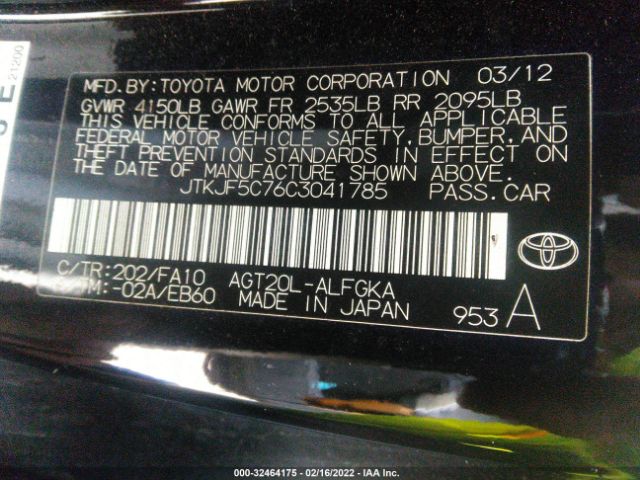 MFD.BY:TOYOTA MOTOR CORPORATION 03/12
GVWR 4150LB GAWR FR 2535LB RR 2095LB
THIS VEHICLE CONFORMS TO ALL APPLICABLE
FEDERAL MOTOR VEHICLE SAFETY, BUMPER, AND
THEFT PREVENTION STANDARDS IN EFFECT ON
THE DATE OF MANUFACTURE SHOWN ABOVE.
JTKJF5C76C3041785 PASS.CAR
C/TR:202/FA10 AGT20L-ALFGKA
/TM:-02A/EB60 MADE IN JAPAN
953 A
E
21200
000-32464175 - 02/16/2022 - IAA Inc.